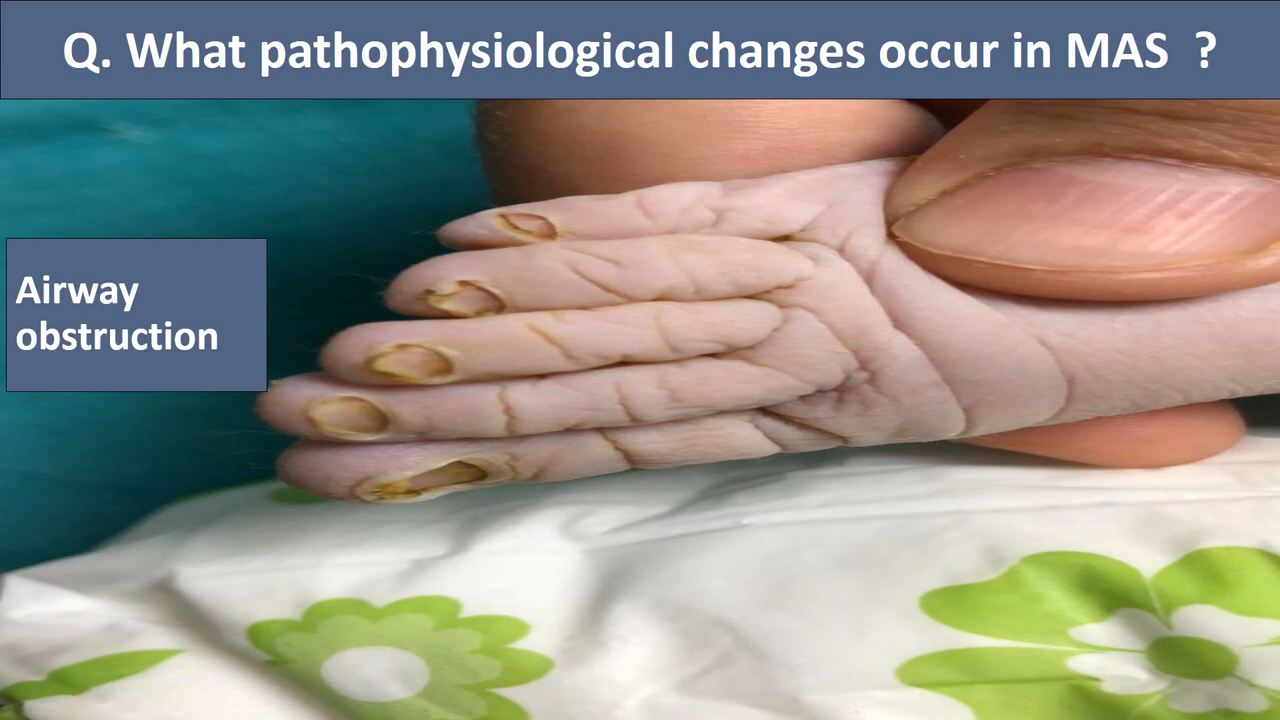 Q. What pathophysiological changes occur in MAS  ?
Airway
obstruction